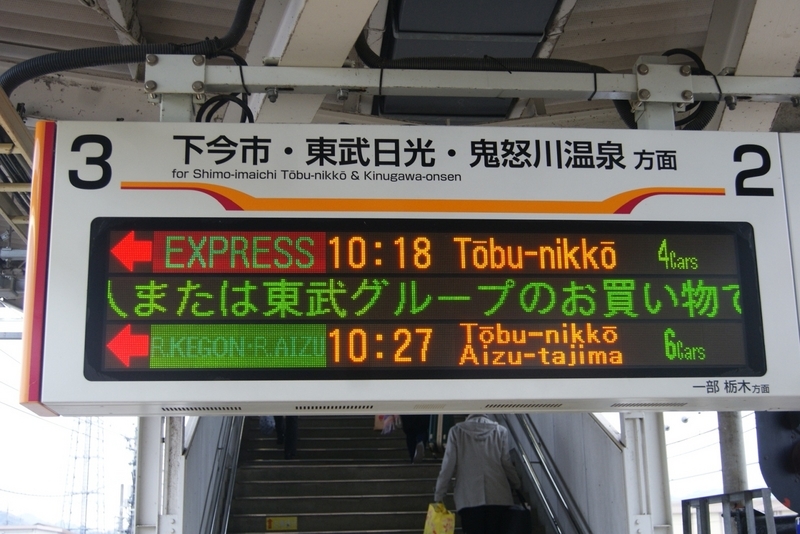 3 下今市・東武日光・鬼怒川温泉 方面 2
for Shimo-imaichi Tōbu-nikkō & Kinugawa-onsen
EXPRESS 10:18 Tōbu-nikkō 4Cars
または東武グループのお買い物で
R.KEGON·R.AIZU 10:27 Tōbu-nikkō Aizu-tajima 6Cars
一部 栃木方面